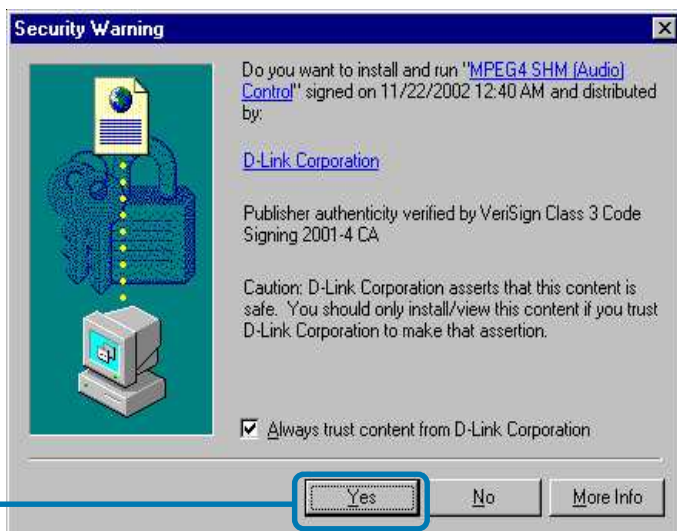 Security Warning
Do you want to install and run "MPEG4 SHM (Audio)
Control" signed on 11/22/2002 12:40 AM and distributed
by:
D-Link Corporation
Publisher authenticity verified by VeriSign Class 3 Code
Signing 2001-4 CA
Caution: D-Link Corporation asserts that this content is
safe. You should only install/view this content if you trust
D-Link Corporation to make that assertion.
Always trust content from D-Link Corporation
Yes No More Info